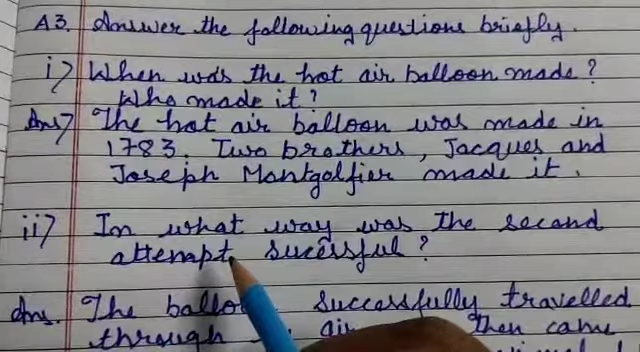 A3. Answer the following questions briefly.
i) When was the hot air balloon made?
Who made it?
Ans) The hot air balloon was made in
1783. Two brothers, Jacques and
Joseph Montgolfier made it.
ii) In what way was the second
attempt sucessful?
Ans. The successfully travelled
through air Then came